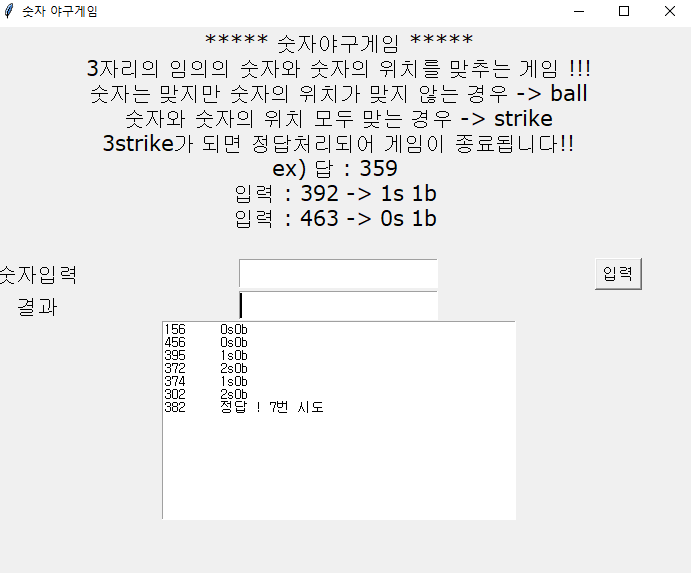 숫자 야구게임
***** 숫자야구게임 *****
3자리의 임의의 숫자와 숫자의 위치를 맞추는 게임 !!!
숫자는 맞지만 숫자의 위치가 맞지 않는 경우 -> ball
숫자와 숫자의 위치 모두 맞는 경우 -> strike
3strike가 되면 정답처리되어 게임이 종료됩니다!!
ex) 답 : 359
입력 : 392 -> 1s 1b
입력 : 463 -> 0s 1b
숫자입력 입력
결과
156 0s0b
456 0s0b
395 1s0b
372 2s0b
374 1s0b
302 2s0b
382 정답 ! 7번 시도